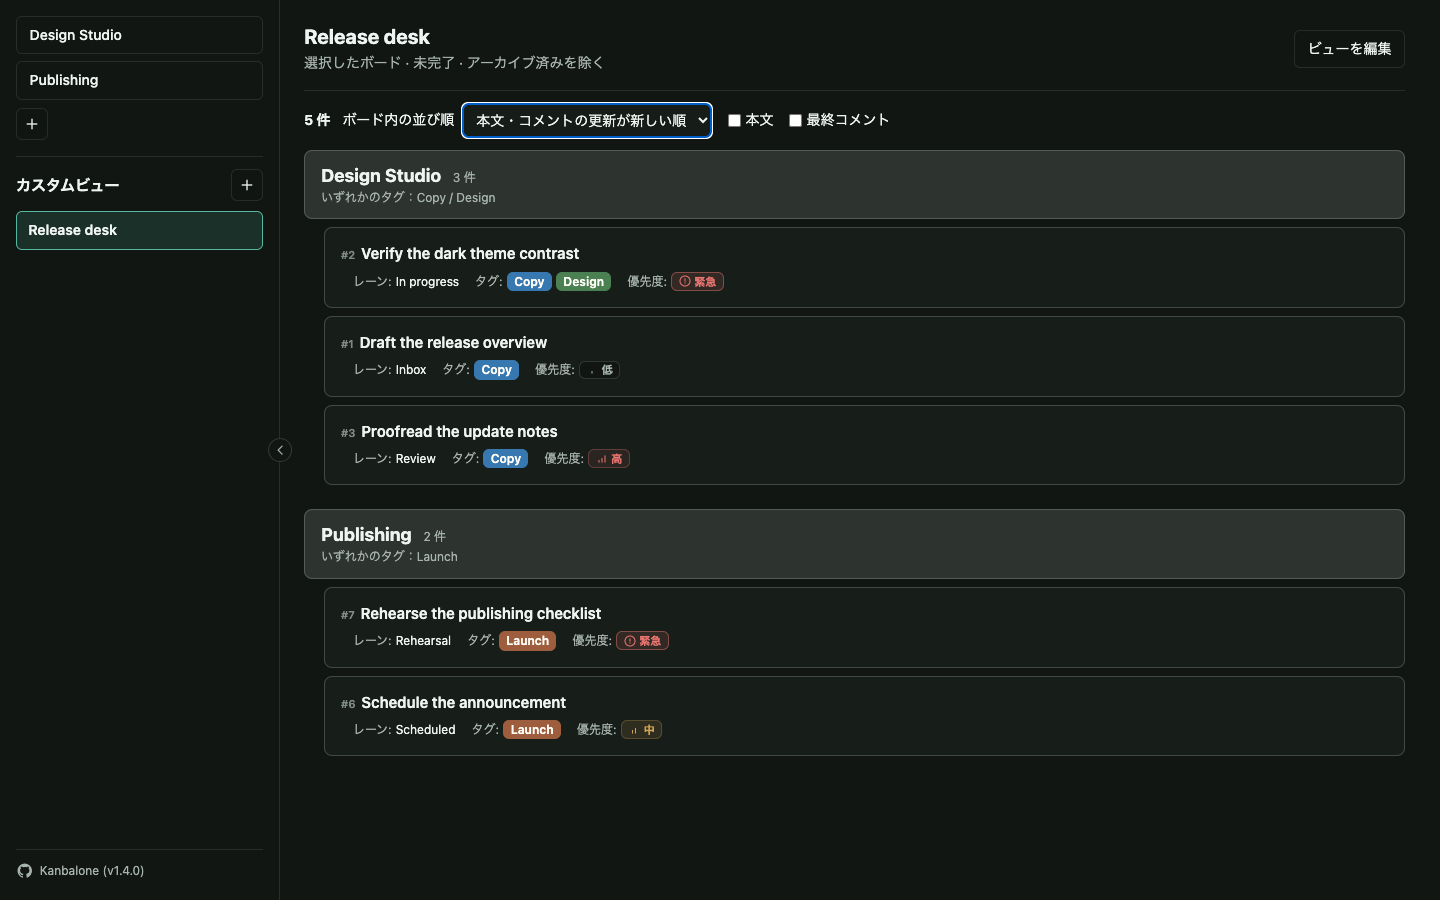 Design Studio
Publishing
+
カスタムビュー +
Release desk
Kanbalone (v1.4.0)
Release desk
選択したボード · 未完了 · アーカイブ済みを除く
ビューを編集
5 件 ボード内の並び順 本文・コメントの更新が新しい順 本文 最終コメント
Design Studio 3 件
いずれかのタグ：Copy / Design
#2 Verify the dark theme contrast
レーン: In progress タグ: Copy Design 優先度: 緊急
#1 Draft the release overview
レーン: Inbox タグ: Copy 優先度: 低
#3 Proofread the update notes
レーン: Review タグ: Copy 優先度: 高
Publishing 2 件
いずれかのタグ：Launch
#7 Rehearse the publishing checklist
レーン: Rehearsal タグ: Launch 優先度: 緊急
#6 Schedule the announcement
レーン: Scheduled タグ: Launch 優先度: 中